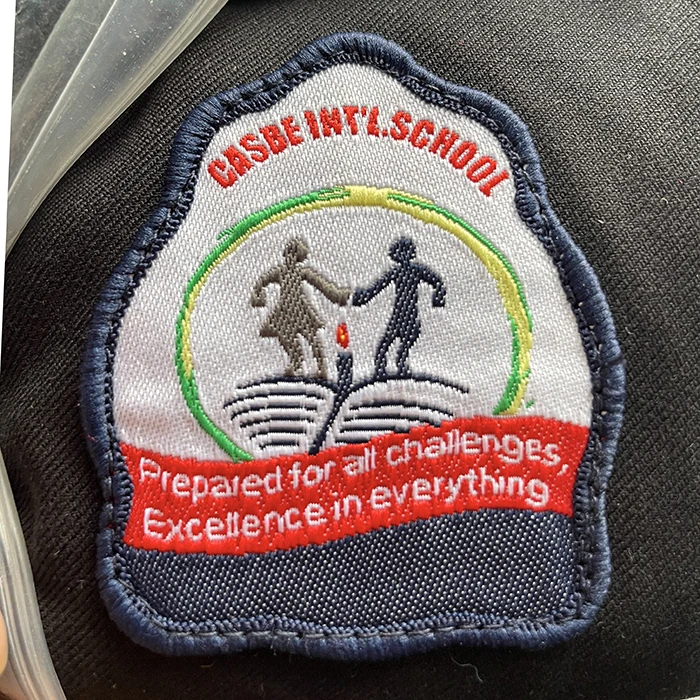 CASBE INT'L.SCHOOL
Prepared for all challenges,
Excellence in everything